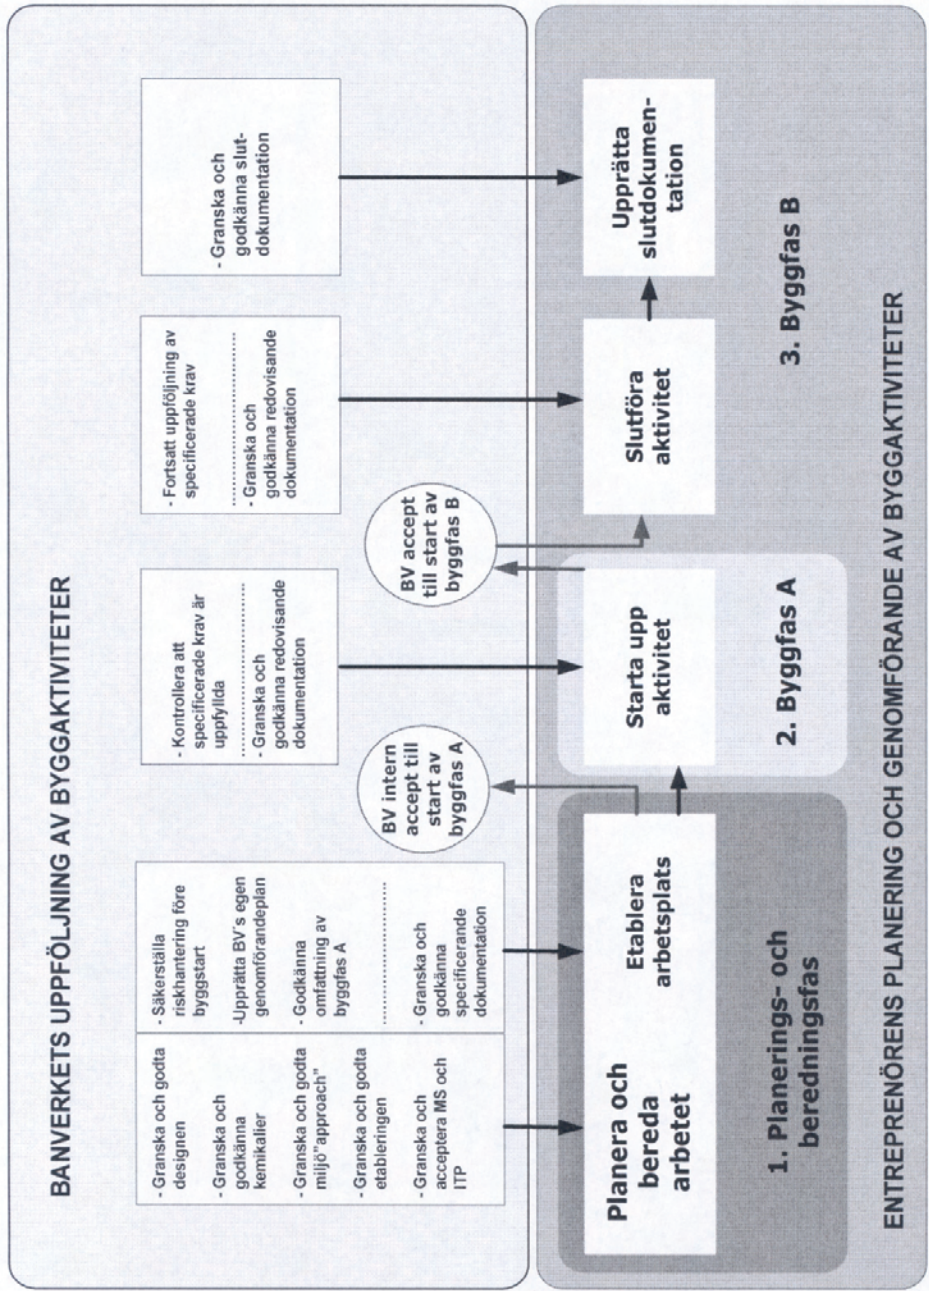 BANVERKETS UPPFÖLJNING AV BYGGAKTIVITETER
- Granska och godta
designen
- Granska och
godkänna
kemikalier
- Granska och godta
miljö"approach"
- Granska och godta
etableringen
- Granska och
acceptera MS och
ITP
- Säkerställa
riskhantering före
byggstart
-Upprätta BV´s egen
genomförandeplan
- Godkänna
omfattning av
byggfas A
- Granska och
godkänna
specificerande
dokumentation
BV intern
accept till
start av
byggfas A
- Kontrollera att
specificerade krav är
uppfyllda
- Granska och
godkänna redovisande
dokumentation
BV accept
till start av
byggfas B
- Fortsatt uppföljning av
specificerade krav
- Granska och
godkänna redovisande
dokumentation
- Granska och
godkänna slut-
dokumentation
Planera och
bereda
arbetet
Etablera
arbetsplats
1. Planerings- och
beredningsfas
Starta upp
aktivitet
2. Byggfas A
Slutföra
aktivitet
Upprätta
slutdokumen-
tation
3. Byggfas B
ENTREPRENÖRENS PLANERING OCH GENOMFÖRANDE AV BYGGAKTIVITETER